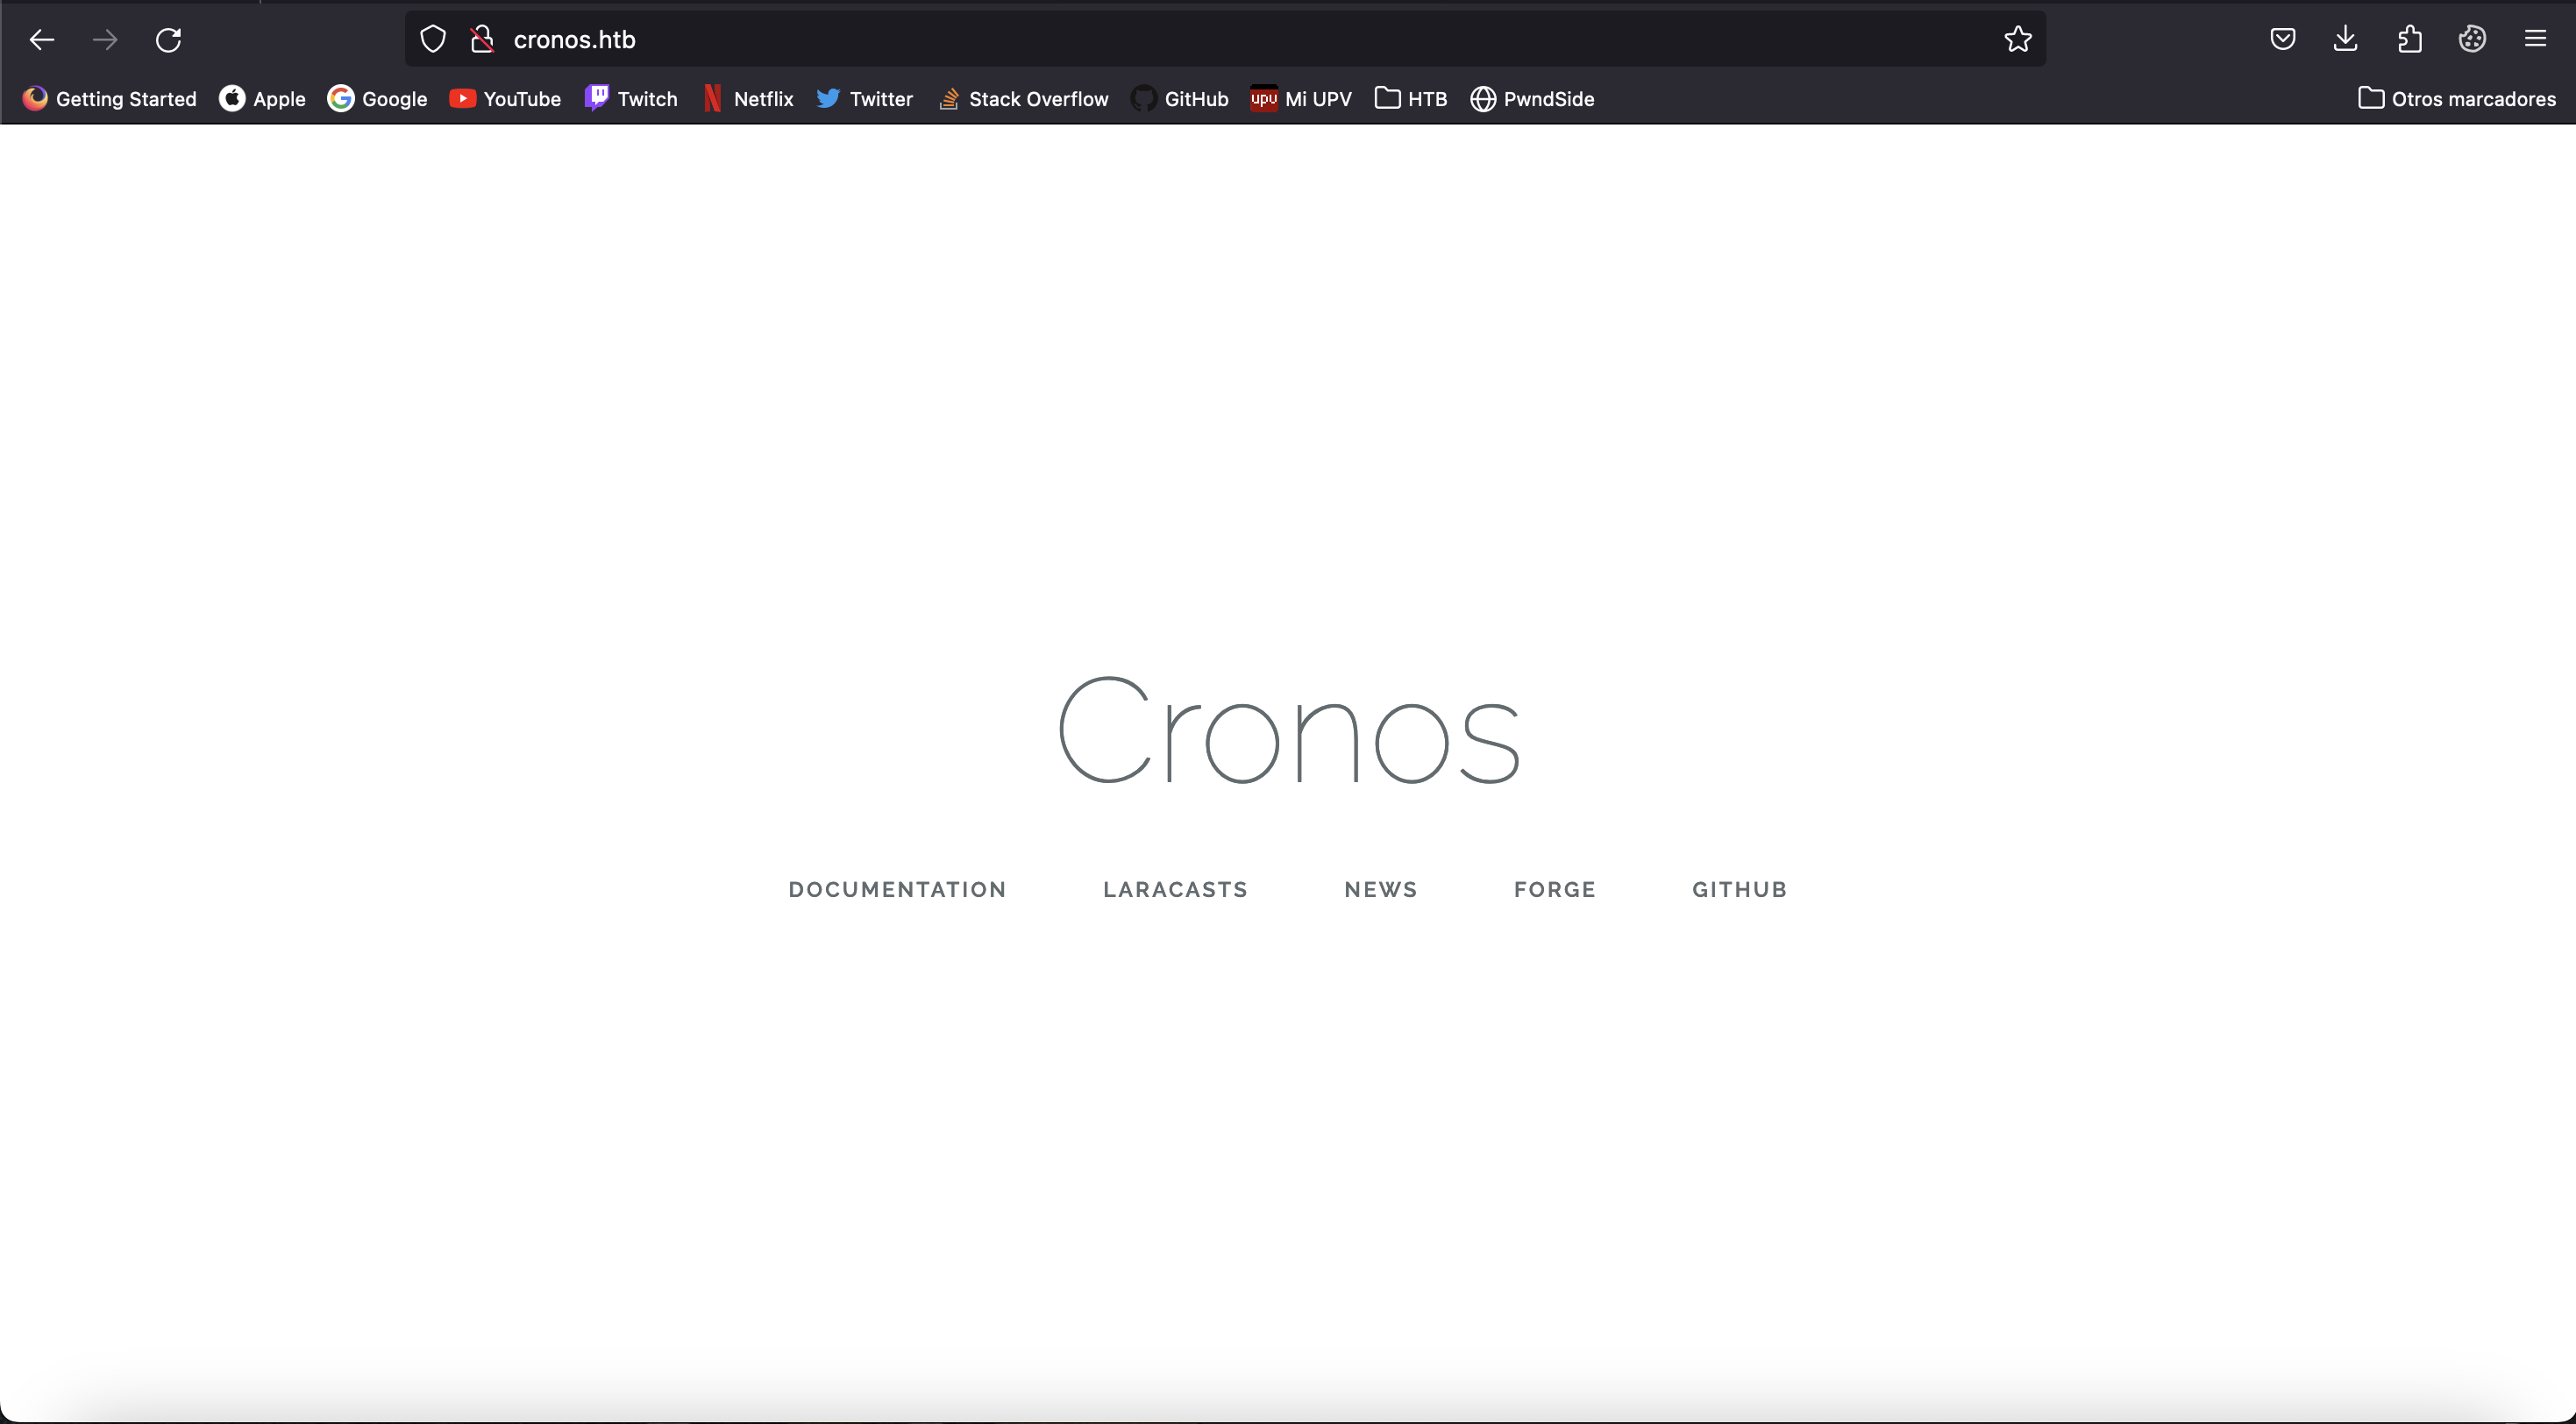 cronos.htb
Getting Started Apple Google YouTube Twitch Netflix Twitter Stack Overflow GitHub upv Mi UPV HTB PwndSide Otros marcadores
Cronos
DOCUMENTATION LARACASTS NEWS FORGE GITHUB